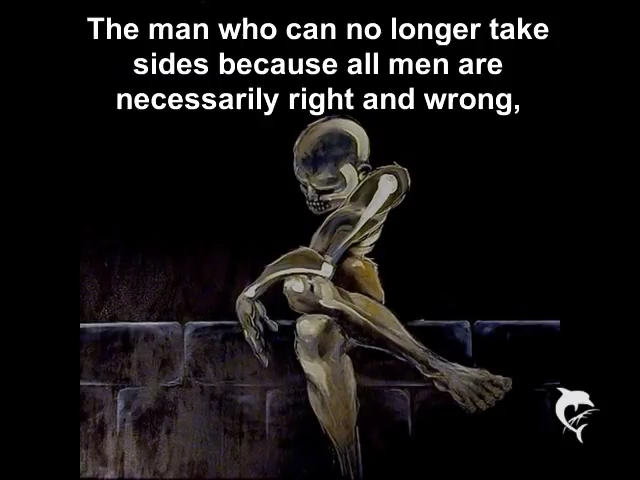 The man who can no longer take
sides because all men are
necessarily right and wrong,